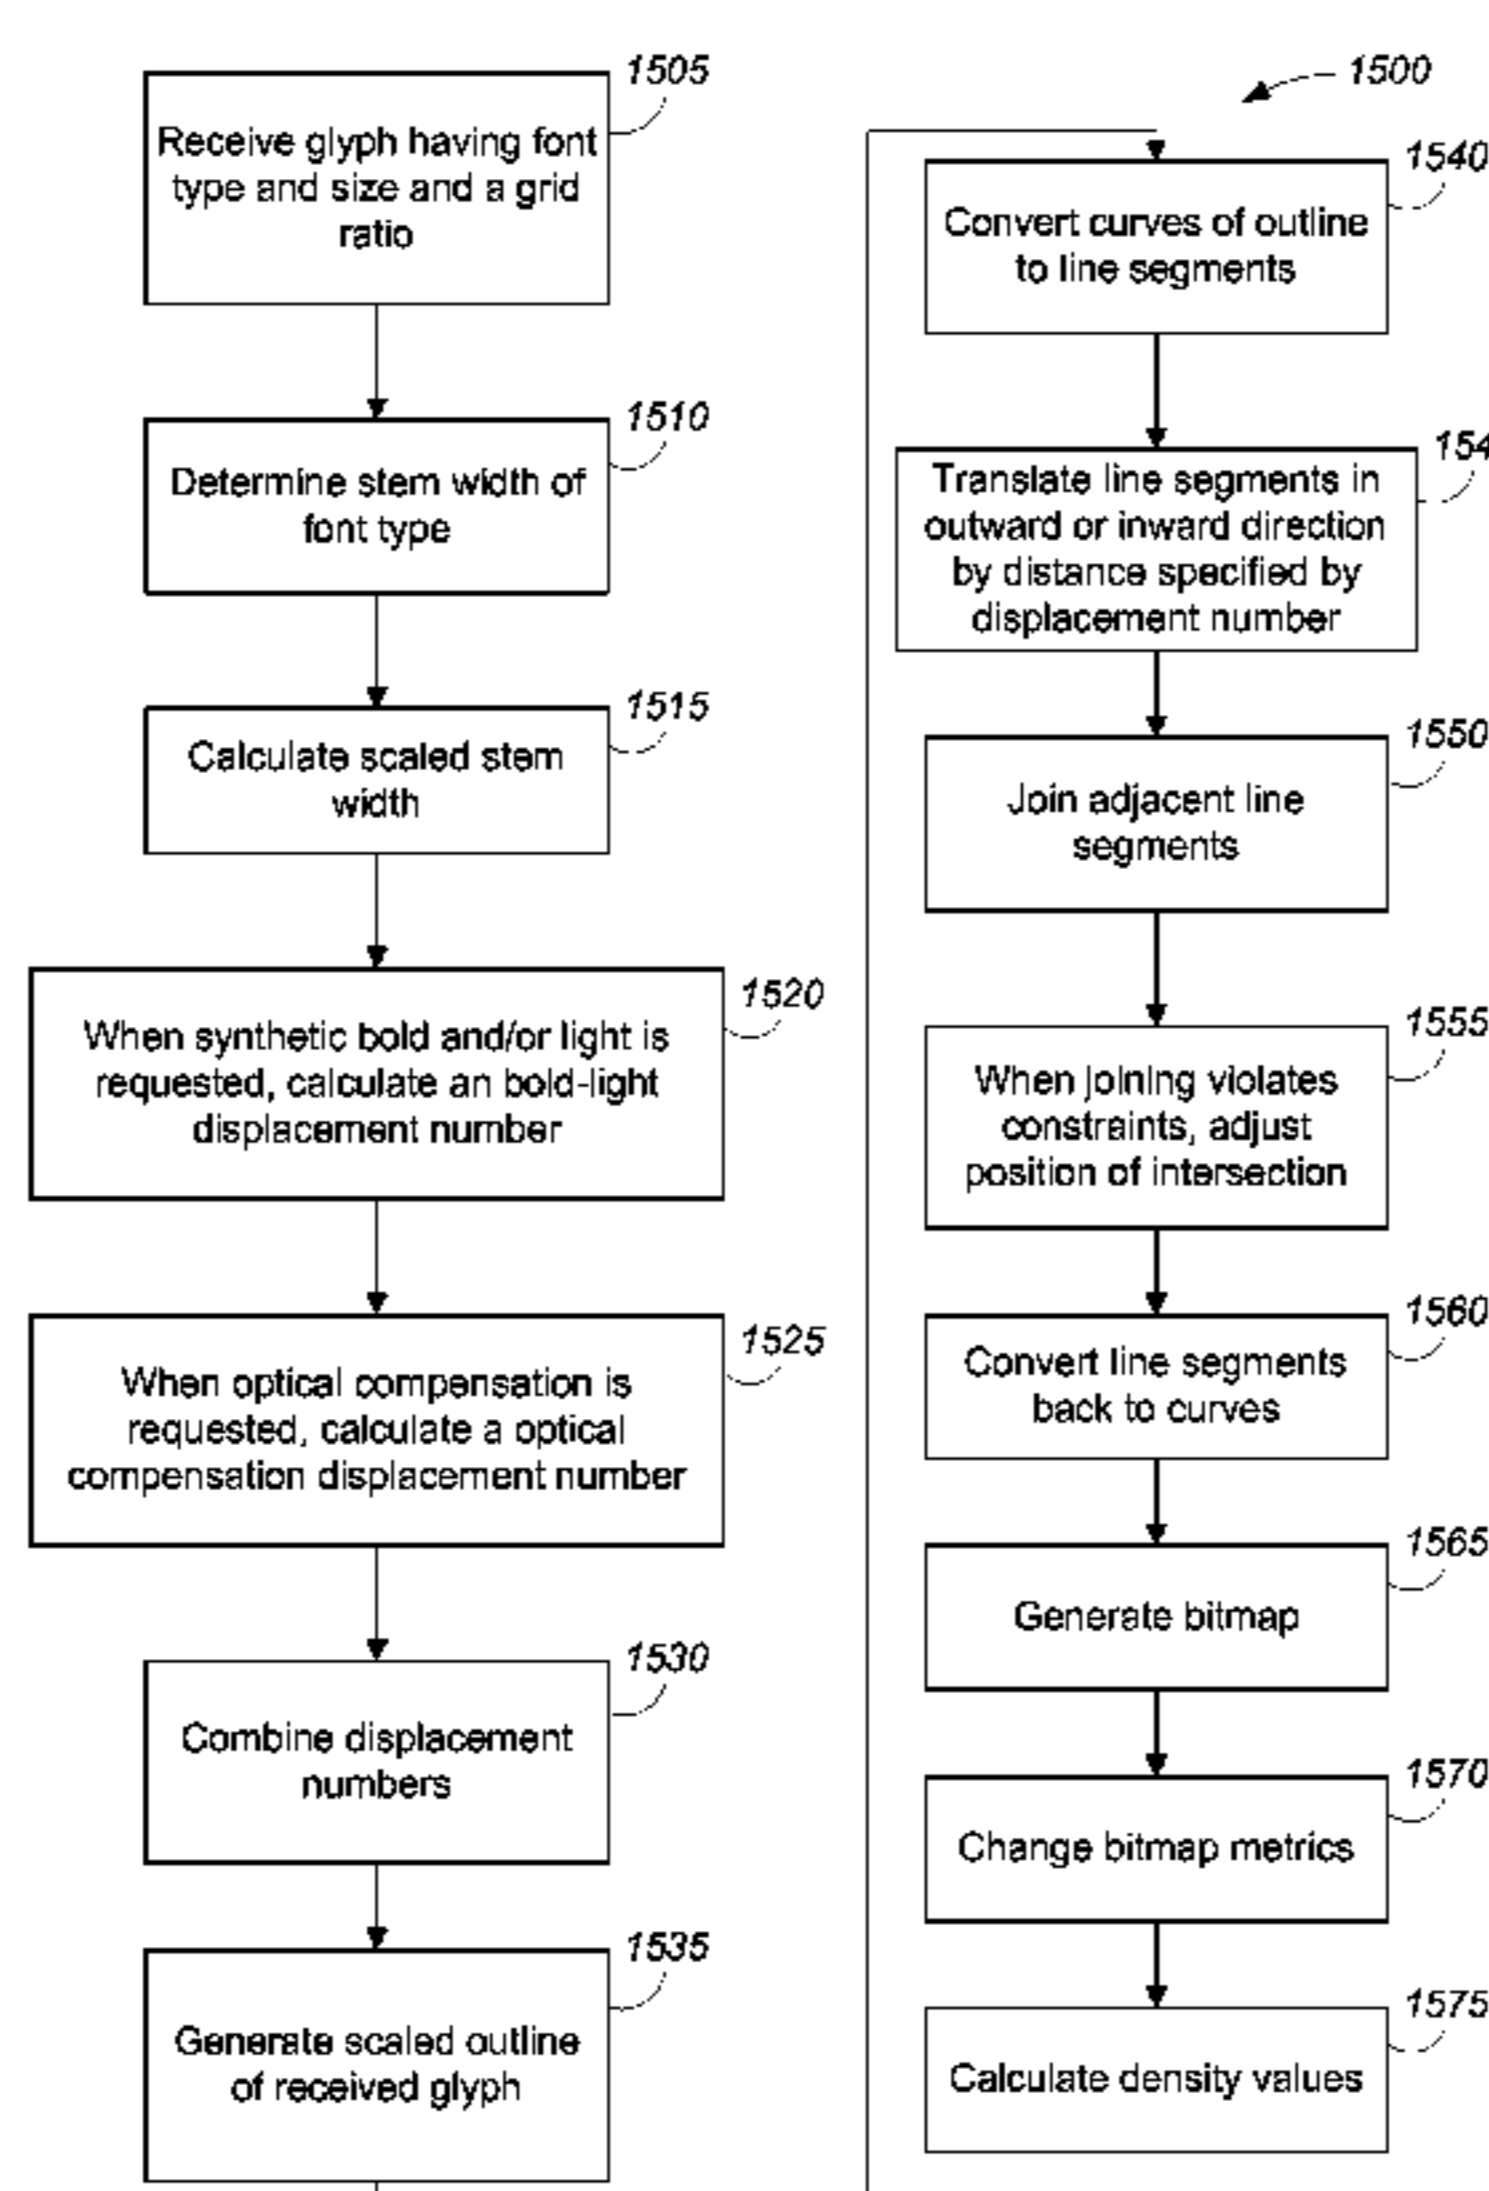 1505
Receive glyph having font
type and size and a grid
ratio
1510
Determine stem width of
font type
1515
Calculate scaled stem
width
1520
When synthetic bold and/or light is
requested, calculate an bold-light
displacement number
1525
When optical compensation is
requested, calculate a optical
compensation displacement number
1530
Combine displacement
numbers
1535
Generate scaled outline
of received glyph
1500
1540
Convert curves of outline
to line segments
154
Translate line segments in
outward or inward direction
by distance specified by
displacement number
1550
Join adjacent line
segments
1555
When joining violates
constraints, adjust
position of intersection
1560
Convert line segments
back to curves
1565
Generate bitmap
1570
Change bitmap metrics
1575
Calculate density values